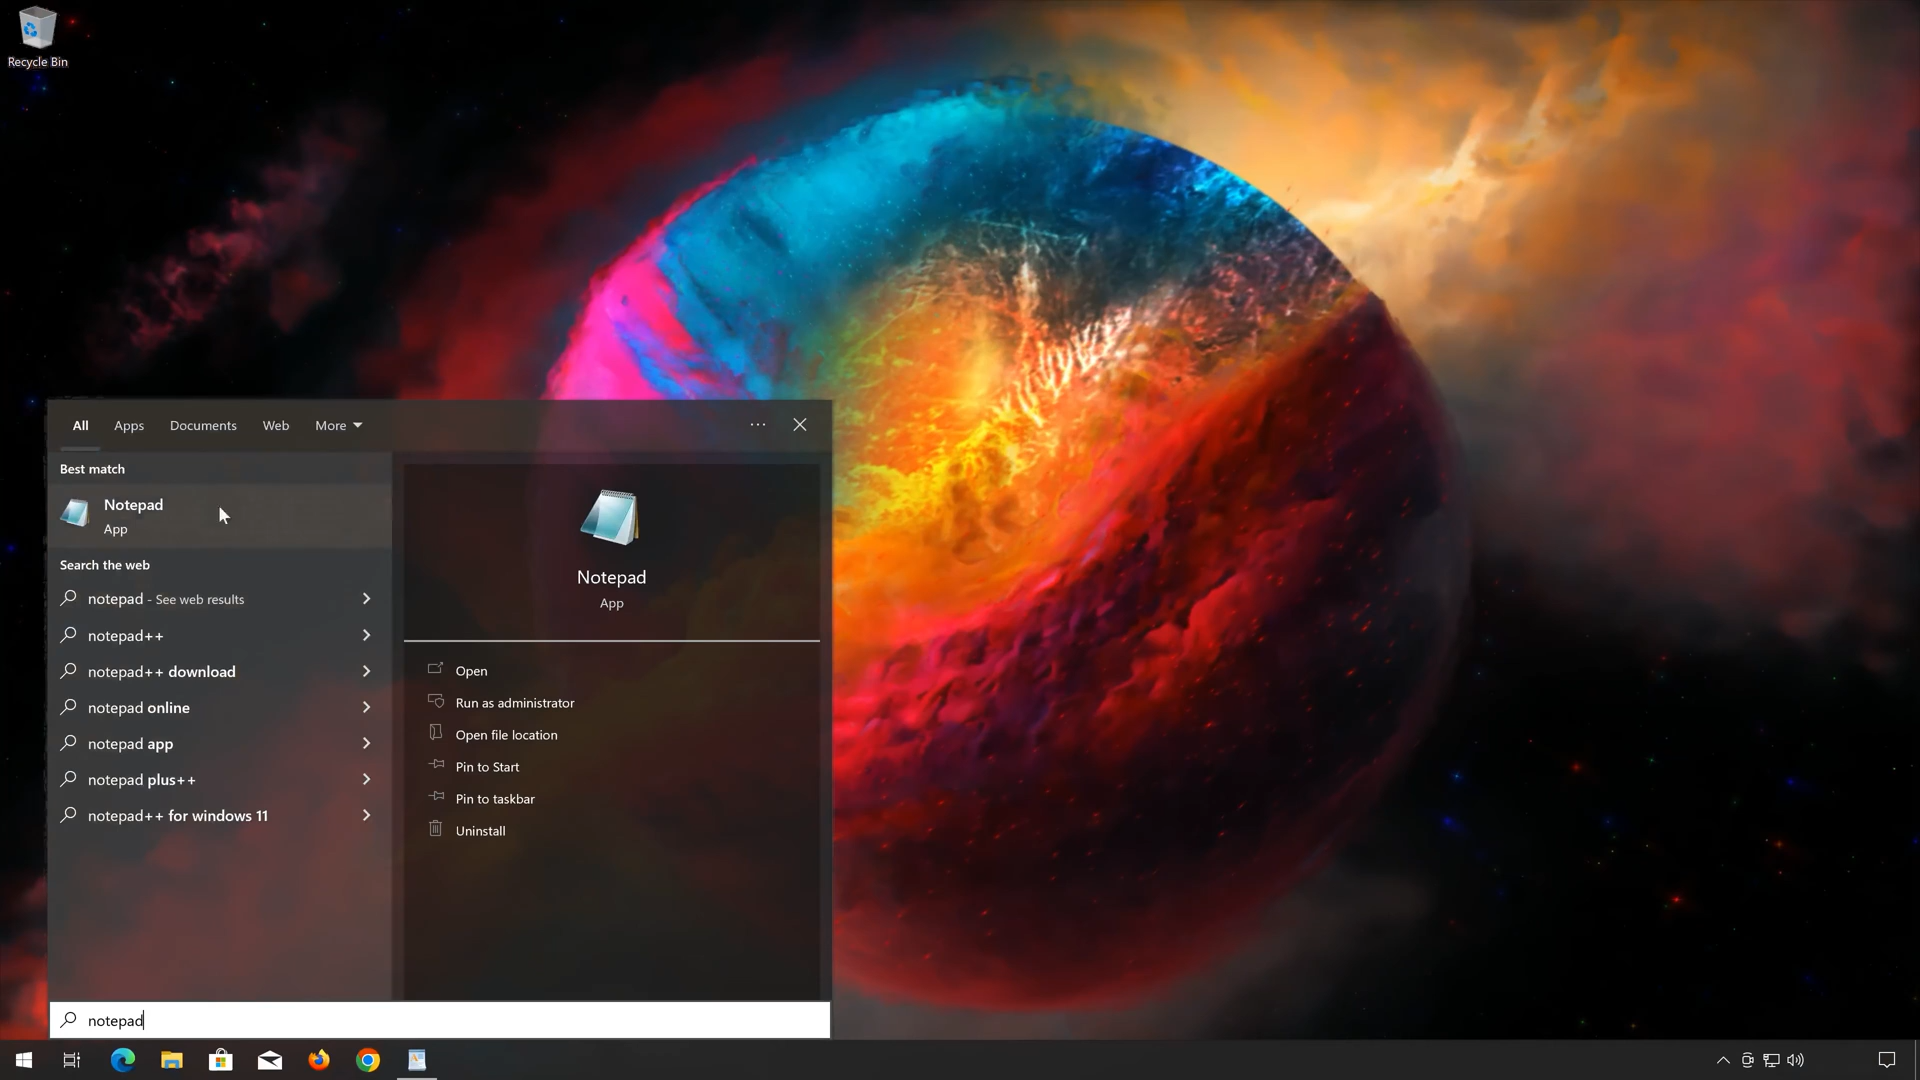 Recycle Bin
All Apps Documents Web More
Best match
Notepad
App
Search the web
notepad - See web results
notepad++
notepad++ download
notepad online
notepad app
notepad plus++
notepad++ for windows 11
Notepad
App
Open
Run as administrator
Open file location
Pin to Start
Pin to taskbar
Uninstall
notepad